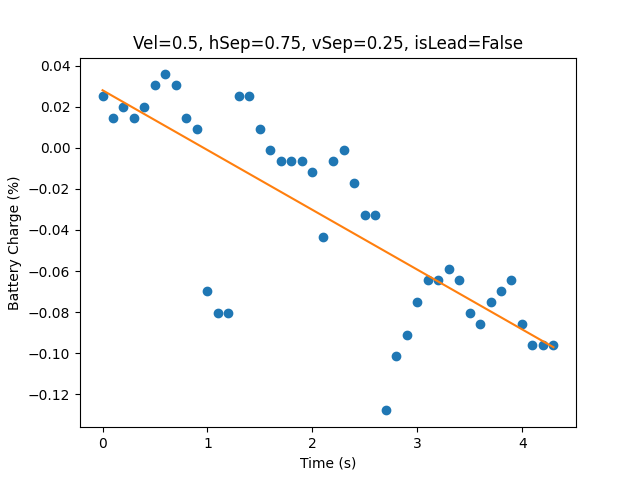 Vel=0.5, hSep=0.75, vSep=0.25, isLead=False
0.04
0.02
0.00
−0.02
−0.04
−0.06
−0.08
−0.10
−0.12
Battery Charge (%)
0 1 2 3 4
Time (s)